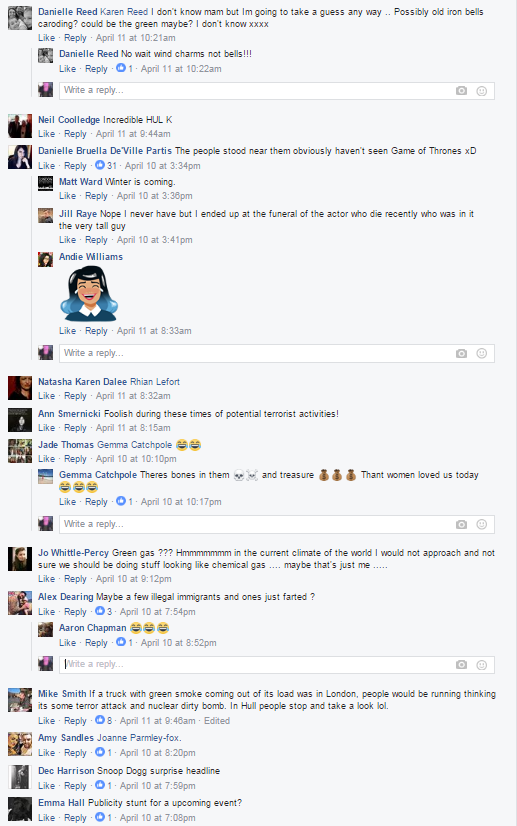 Danielle Reed Karen Reed I don't know mam but Im going to take a guess any way .. Possibly old iron bells
caroding? could be the green maybe? I don't know xxxx
Like · Reply · April 11 at 10:21am
Danielle Reed No wait wind charms not bells!!!
Like · Reply · 1 · April 11 at 10:22am
Write a reply...
Neil Coolledge Incredible HUL K
Like · Reply · April 11 at 9:44am
Danielle Bruella De'Ville Partis The people stood near them obviously haven't seen Game of Thrones xD
Like · Reply · 31 · April 10 at 3:34pm
Matt Ward Winter is coming.
Like · Reply · April 10 at 3:36pm
Jill Raye Nope I never have but I ended up at the funeral of the actor who die recently who was in it
the very tall guy
Like · Reply · April 10 at 3:41pm
Andie Williams
Like · Reply · April 11 at 8:33am
Write a reply...
Natasha Karen Dalee Rhian Lefort
Like · Reply · April 11 at 8:32am
Ann Smernicki Foolish during these times of potential terrorist activities!
Like · Reply · April 11 at 8:15am
Jade Thomas Gemma Catchpole 😂😂
Like · Reply · April 10 at 10:10pm
Gemma Catchpole Theres bones in them 💀☠ and treasure 💰💰💰 Thant women loved us today
😂😂😂
Like · Reply · 1 · April 10 at 10:17pm
Write a reply...
Jo Whittle-Percy Green gas ??? Hmmmmmmmm in the current climate of the world I would not approach and not
sure we should be doing stuff looking like chemical gas .... maybe that's just me .....
Like · Reply · April 10 at 9:12pm
Alex Dearing Maybe a few illegal immigrants and ones just farted ?
Like · Reply · 3 · April 10 at 7:54pm
Aaron Chapman 😂😂😂
Like · Reply · 1 · April 10 at 8:52pm
Write a reply...
Mike Smith If a truck with green smoke coming out of its load was in London, people would be running thinking
its some terror attack and nuclear dirty bomb. In Hull people stop and take a look lol.
Like · Reply · 8 · April 11 at 9:46am · Edited
Amy Sandles Joanne Parmley-fox.
Like · Reply · 1 · April 10 at 8:20pm
Dec Harrison Snoop Dogg surprise headline
Like · Reply · 1 · April 10 at 7:59pm
Emma Hall Publicity stunt for a upcoming event?
Like · Reply · 1 · April 10 at 7:08pm